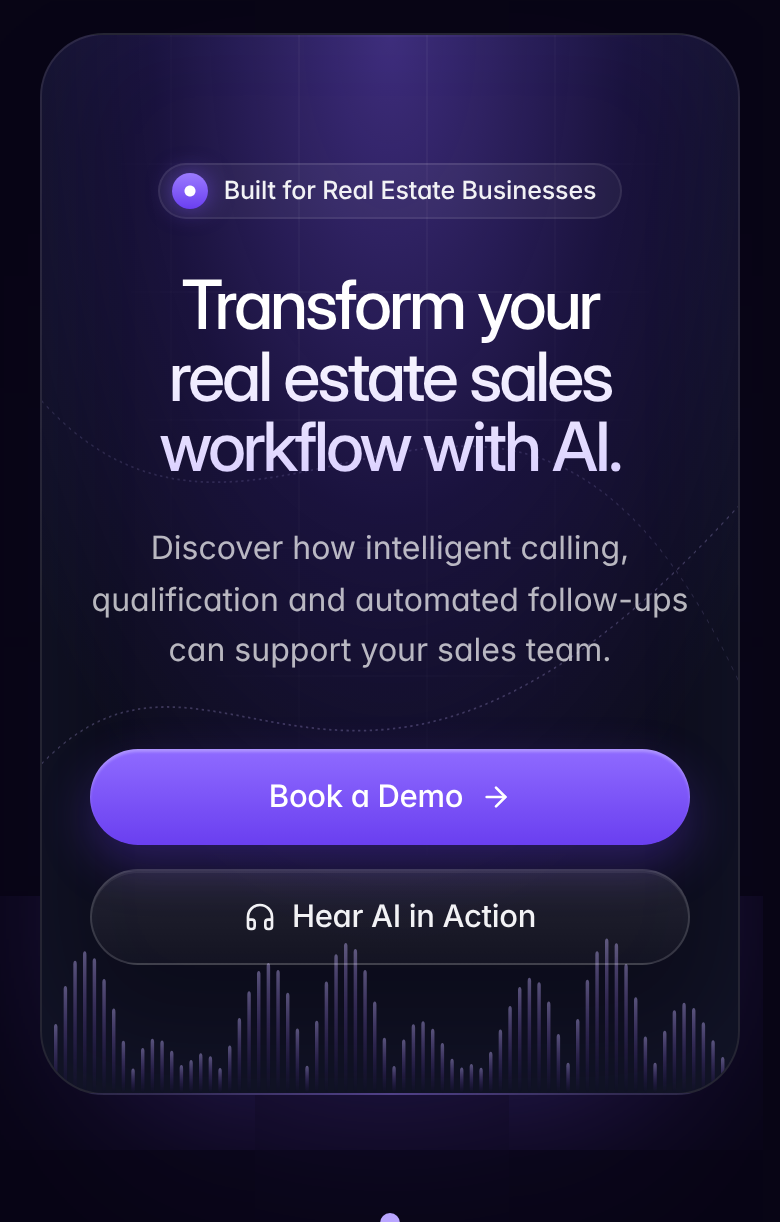 Built for Real Estate Businesses
Transform your
real estate sales
workflow with AI.
Discover how intelligent calling,
qualification and automated follow-ups
can support your sales team.
Book a Demo →
Hear AI in Action